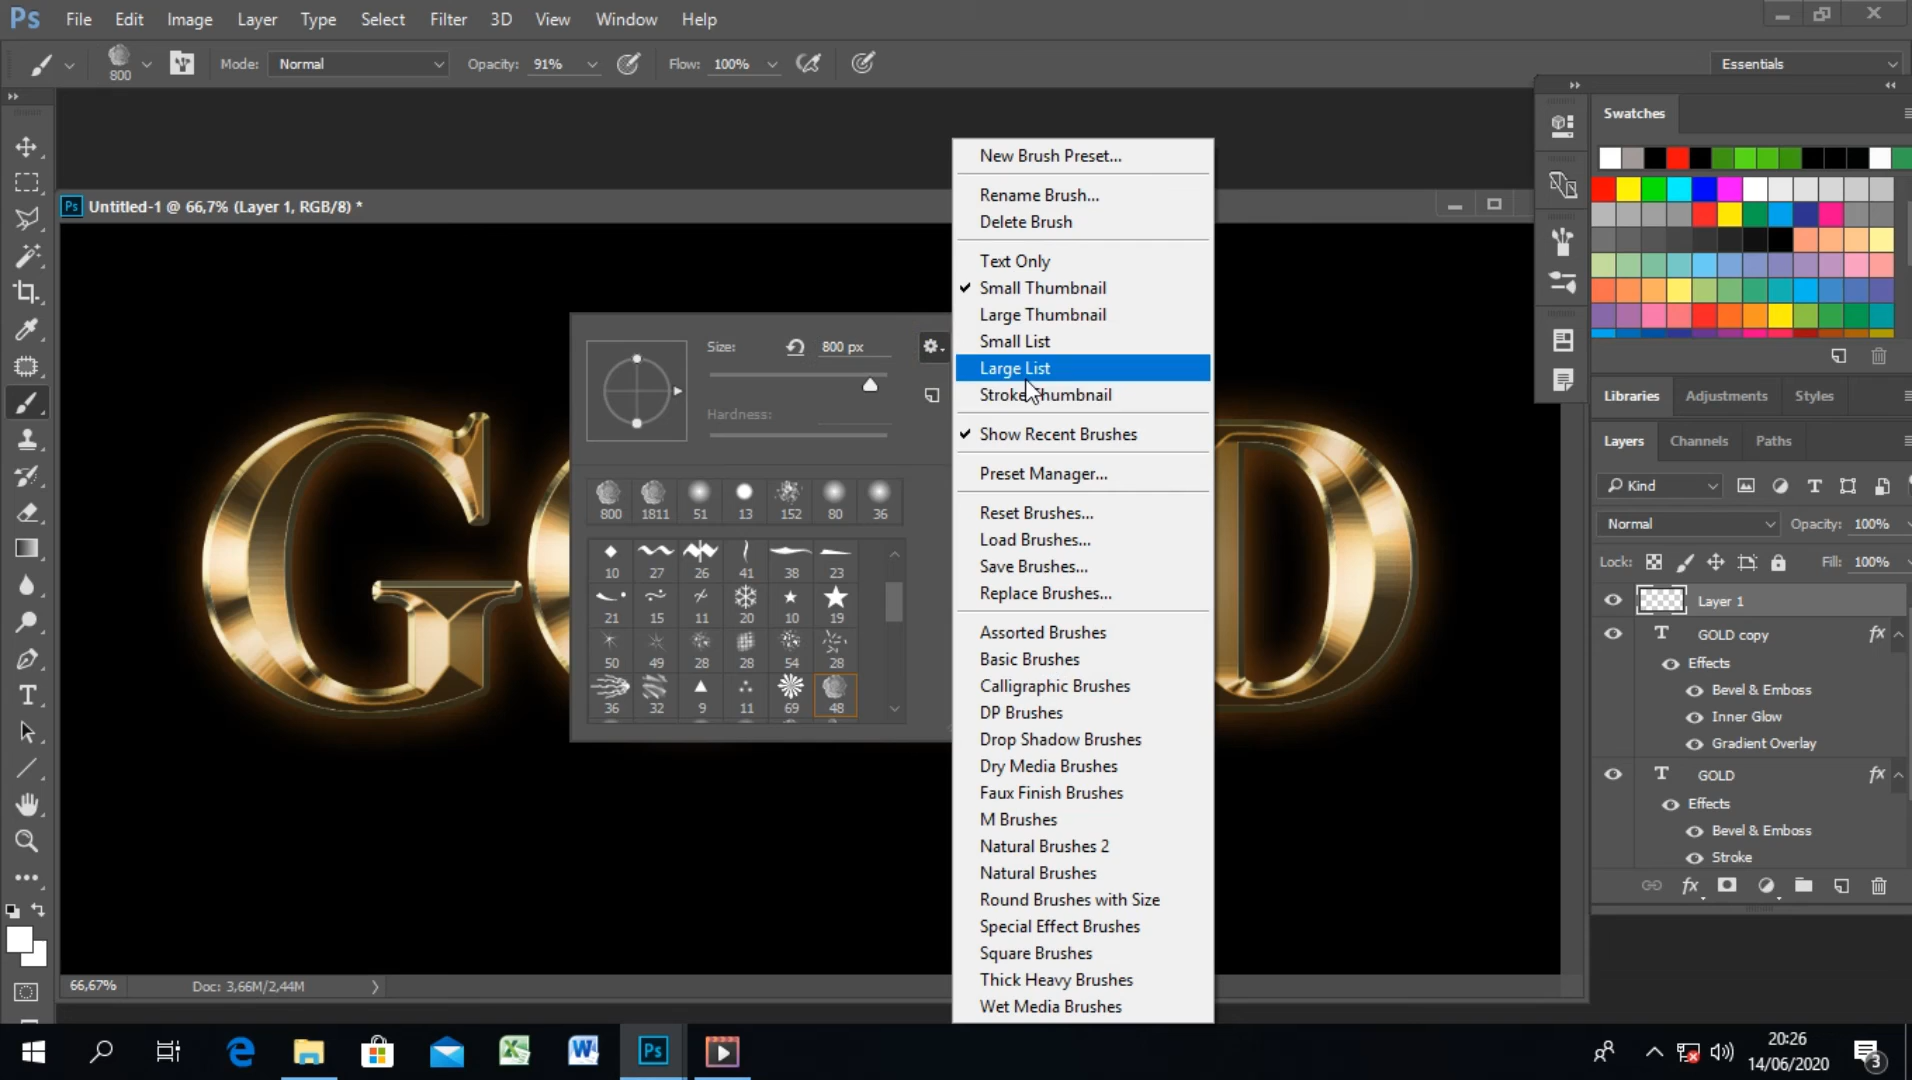 Ps File Edit Image Layer Type Select Filter 3D View Window Help
800 Mode: Normal Opacity: 91% Flow: 100% Essentials
Ps Untitled-1 @ 66,7% (Layer 1, RGB/8) *
Size: 800 px
Hardness:
800 1811 51 13 152 80 36
10 27 26 41 38 23
21 15 11 20 10 19
50 49 28 28 54 28
36 32 9 11 69 48
New Brush Preset...
Rename Brush...
Delete Brush
Text Only
Small Thumbnail
Large Thumbnail
Small List
Large List
Stroke Thumbnail
Show Recent Brushes
Preset Manager...
Reset Brushes...
Load Brushes...
Save Brushes...
Replace Brushes...
Assorted Brushes
Basic Brushes
Calligraphic Brushes
DP Brushes
Drop Shadow Brushes
Dry Media Brushes
Faux Finish Brushes
M Brushes
Natural Brushes 2
Natural Brushes
Round Brushes with Size
Special Effect Brushes
Square Brushes
Thick Heavy Brushes
Wet Media Brushes
G D
Swatches
Libraries Adjustments Styles
Layers Channels Paths
Kind
Normal Opacity: 100%
Lock: Fill: 100%
Layer 1
T GOLD copy fx
Effects
Bevel & Emboss
Inner Glow
Gradient Overlay
T GOLD fx
Effects
Bevel & Emboss
Stroke
fx
66,67% Doc: 3,66M/2,44M
Ps
20:26
14/06/2020
3